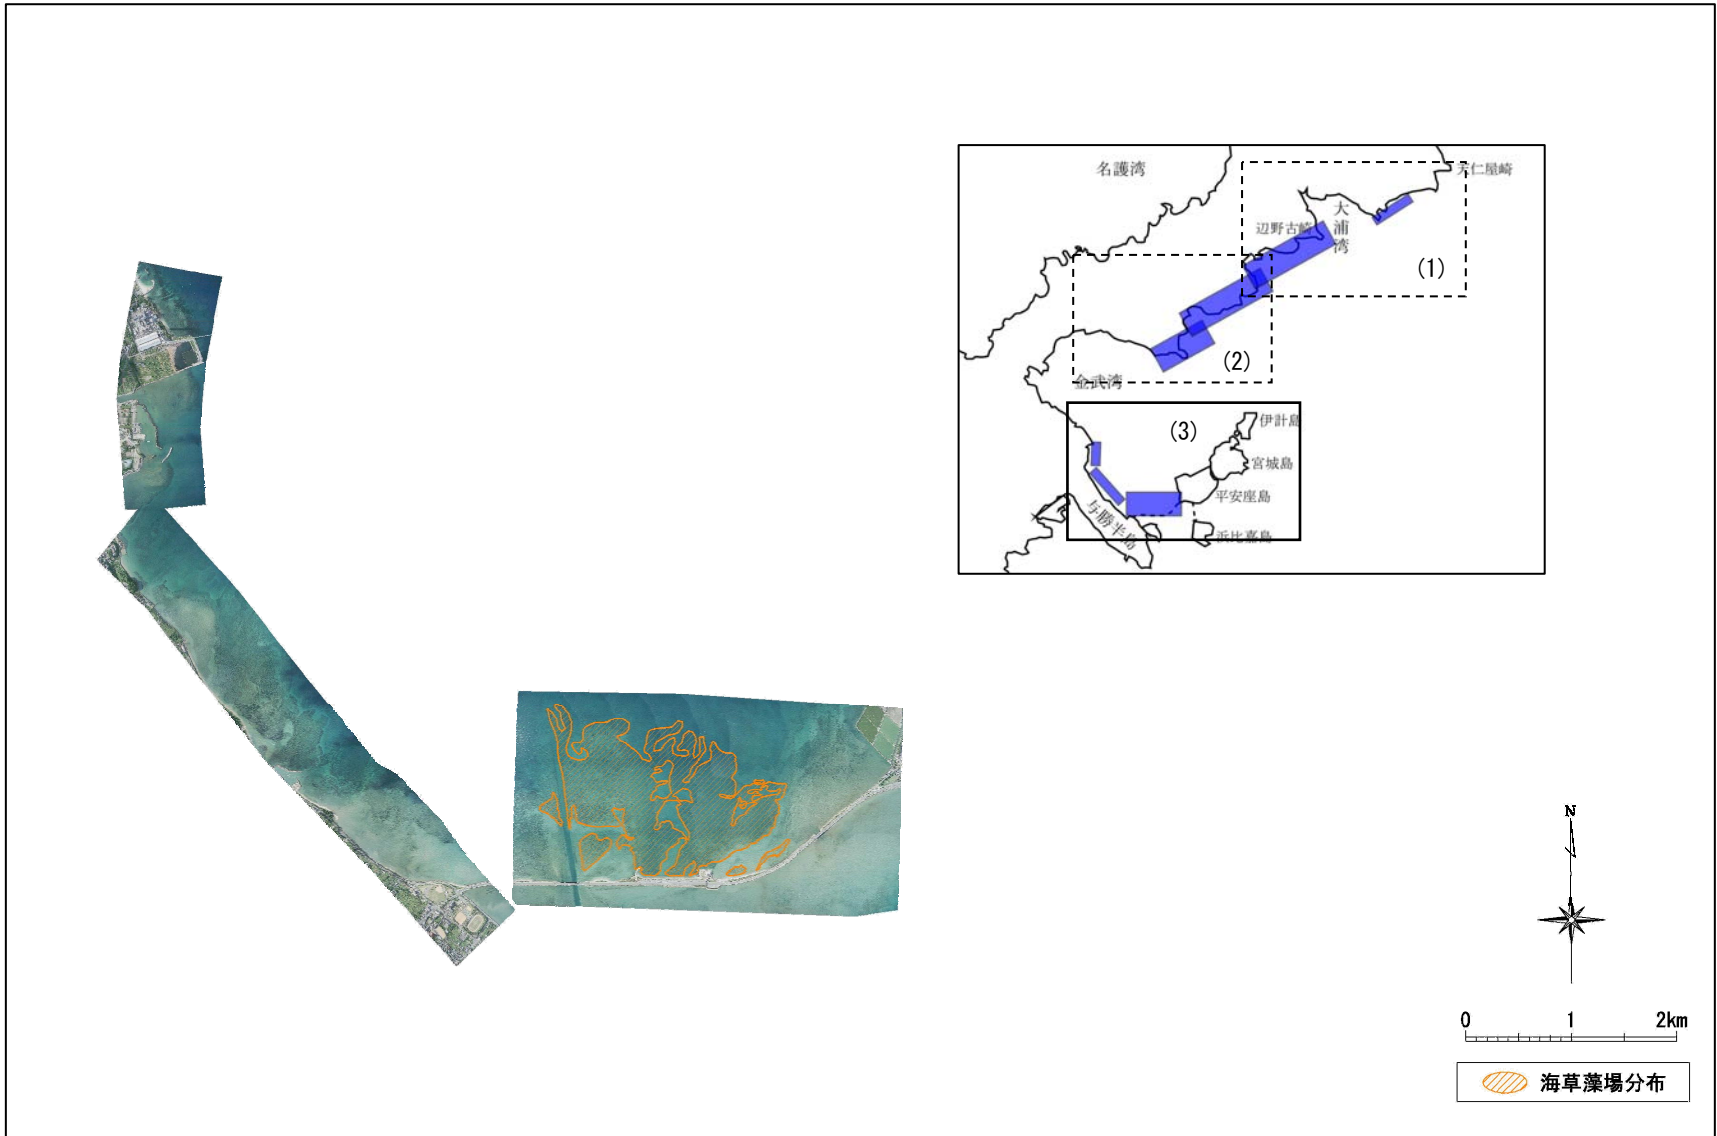 名護湾
天仁屋崎
大浦湾
辺野古崎
(1)
(2)
金武湾
(3)
伊計島
宮城島
平安座島
与勝半島
浜比嘉島
N
0 1 2km
海草藻場分布